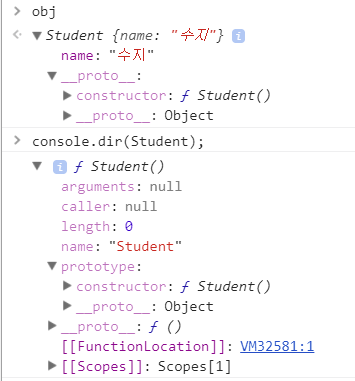 > obj
<· ▼ Student {name: "수지"} i
name: "수지"
▼ __proto__:
▶ constructor: ƒ Student()
▶ __proto__: Object
> console.dir(Student);
▼ i ƒ Student()
arguments: null
caller: null
length: 0
name: "Student"
▼ prototype:
▶ constructor: ƒ Student()
▶ __proto__: Object
▶ __proto__: ƒ ()
[[FunctionLocation]]: VM32581:1
▶ [[Scopes]]: Scopes[1]